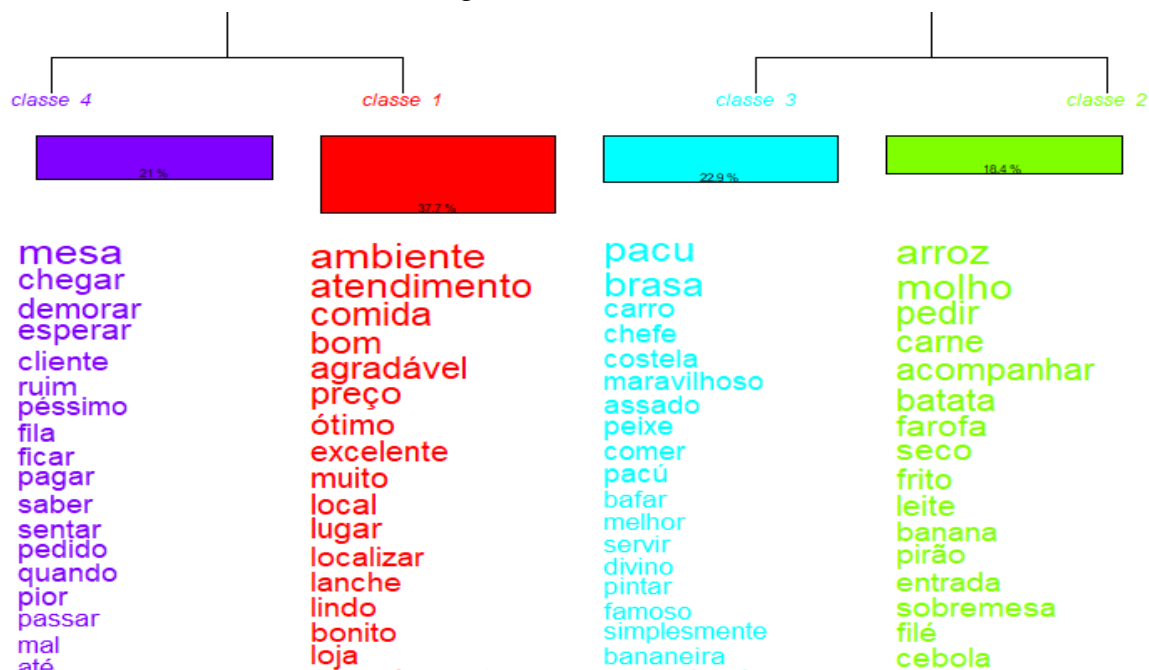 classe 4
classe 1
classe 3
classe 2
21 %
37.7 %
22.9 %
18.4 %
mesa
chegar
demorar
esperar
cliente
ruim
péssimo
fila
ficar
pagar
saber
sentar
pedido
quando
pior
passar
mal
até
ambiente
atendimento
comida
bom
agradável
preço
ótimo
excelente
muito
local
lugar
localizar
lanche
lindo
bonito
loja
pacu
brasa
carro
chefe
costela
maravilhoso
assado
peixe
comer
pacú
bafar
melhor
servir
divino
pintar
famoso
simplesmente
bananeira
arroz
molho
pedir
carne
acompanhar
batata
farofa
seco
frito
leite
banana
pirão
entrada
sobremesa
filé
cebola